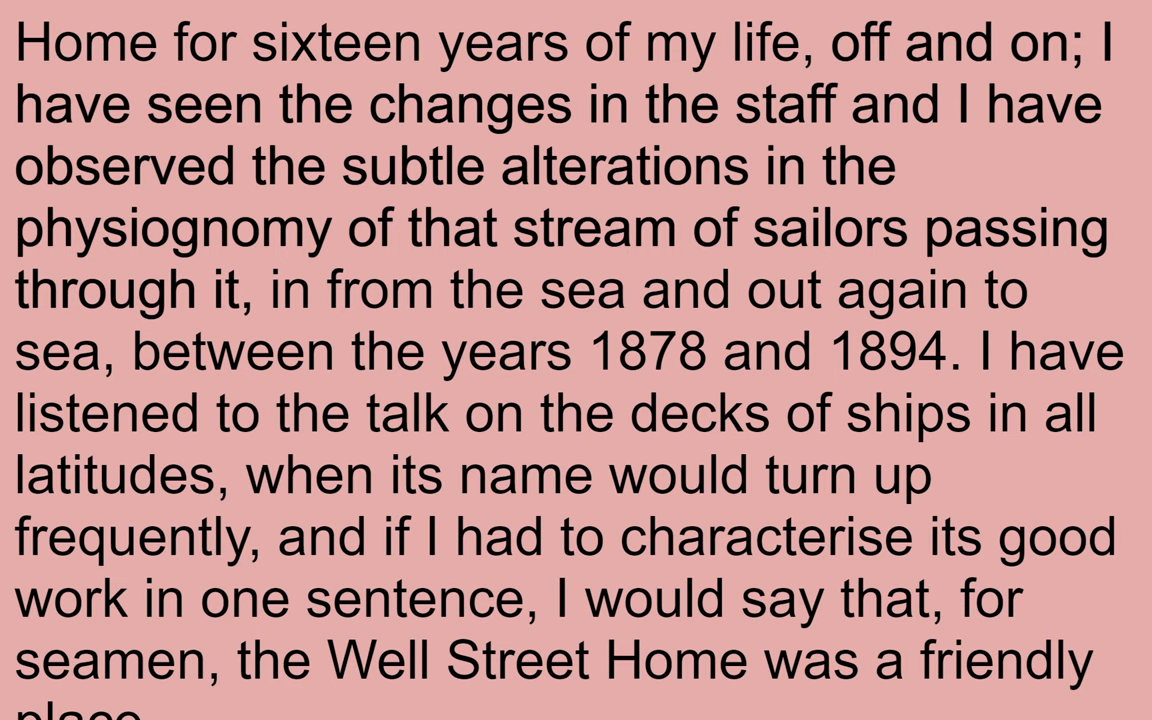 Home for sixteen years of my life, off and on; I
have seen the changes in the staff and I have
observed the subtle alterations in the
physiognomy of that stream of sailors passing
through it, in from the sea and out again to
sea, between the years 1878 and 1894. I have
listened to the talk on the decks of ships in all
latitudes, when its name would turn up
frequently, and if I had to characterise its good
work in one sentence, I would say that, for
seamen, the Well Street Home was a friendly
place.